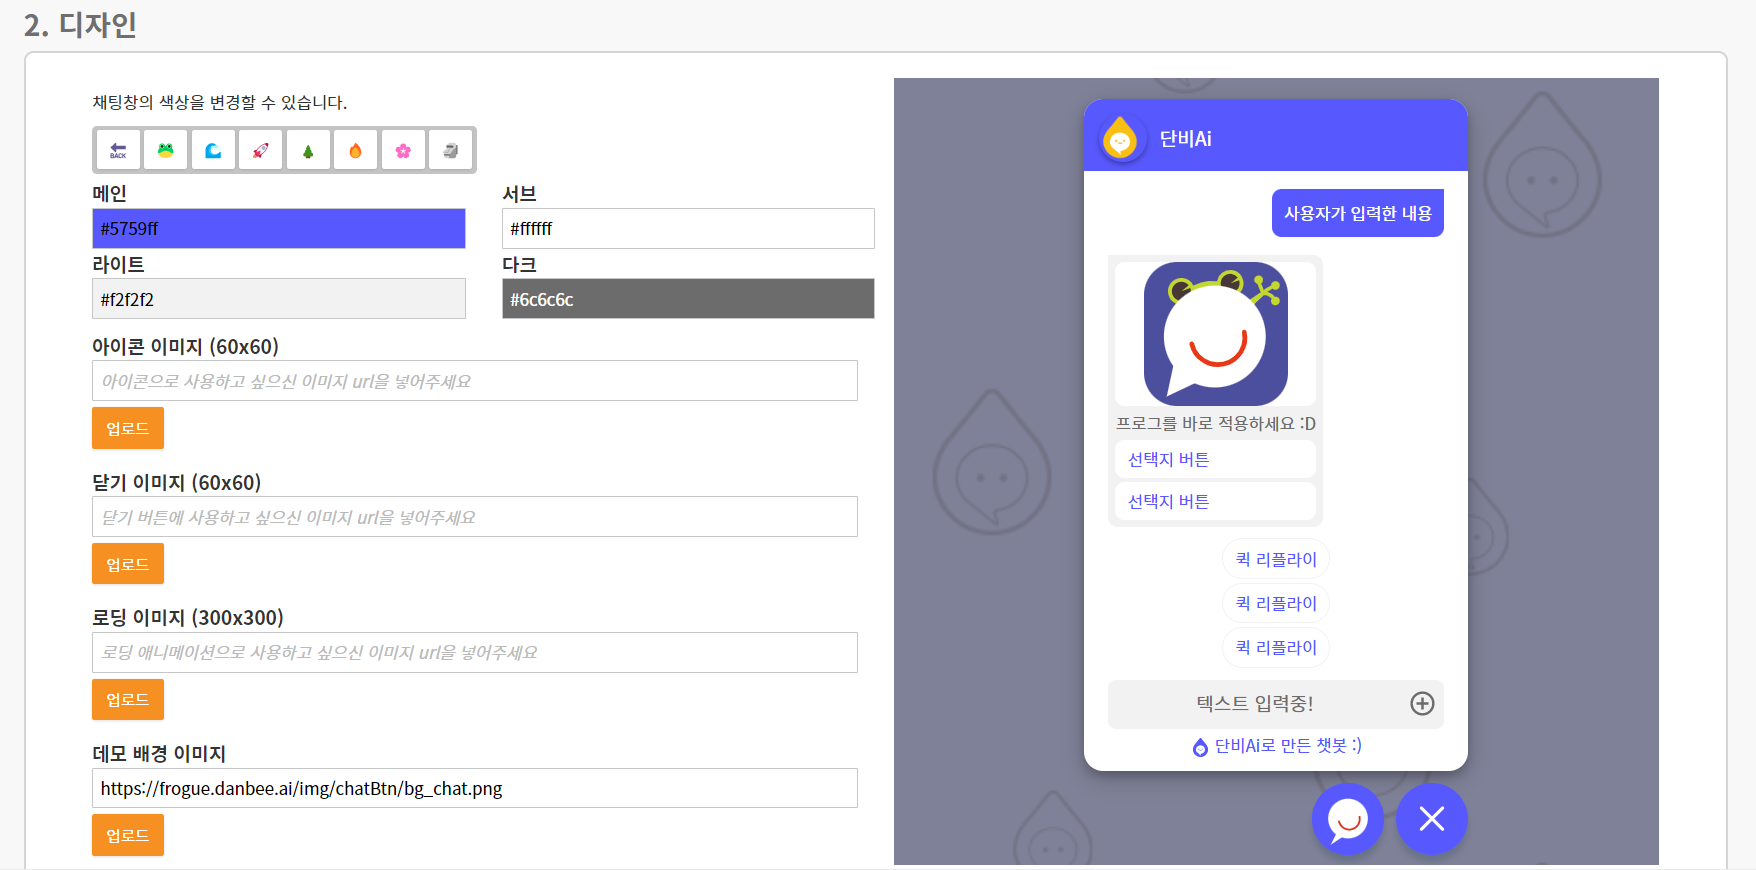 2. 디자인
채팅창의 색상을 변경할 수 있습니다.
BACK
메인
서브
#5759ff
#ffffff
라이트
다크
#f2f2f2
#6c6c6c
아이콘 이미지 (60x60)
아이콘으로 사용하고 싶으신 이미지 url을 넣어주세요
업로드
닫기 이미지 (60x60)
닫기 버튼에 사용하고 싶으신 이미지 url을 넣어주세요
업로드
로딩 이미지 (300x300)
로딩 애니메이션으로 사용하고 싶으신 이미지 url을 넣어주세요
업로드
데모 배경 이미지
https://frogue.danbee.ai/img/chatBtn/bg_chat.png
업로드
단비Ai
사용자가 입력한 내용
프로그를 바로 적용하세요 :D
선택지 버튼
선택지 버튼
퀵 리플라이
퀵 리플라이
퀵 리플라이
텍스트 입력중!
단비Ai로 만든 챗봇 :)